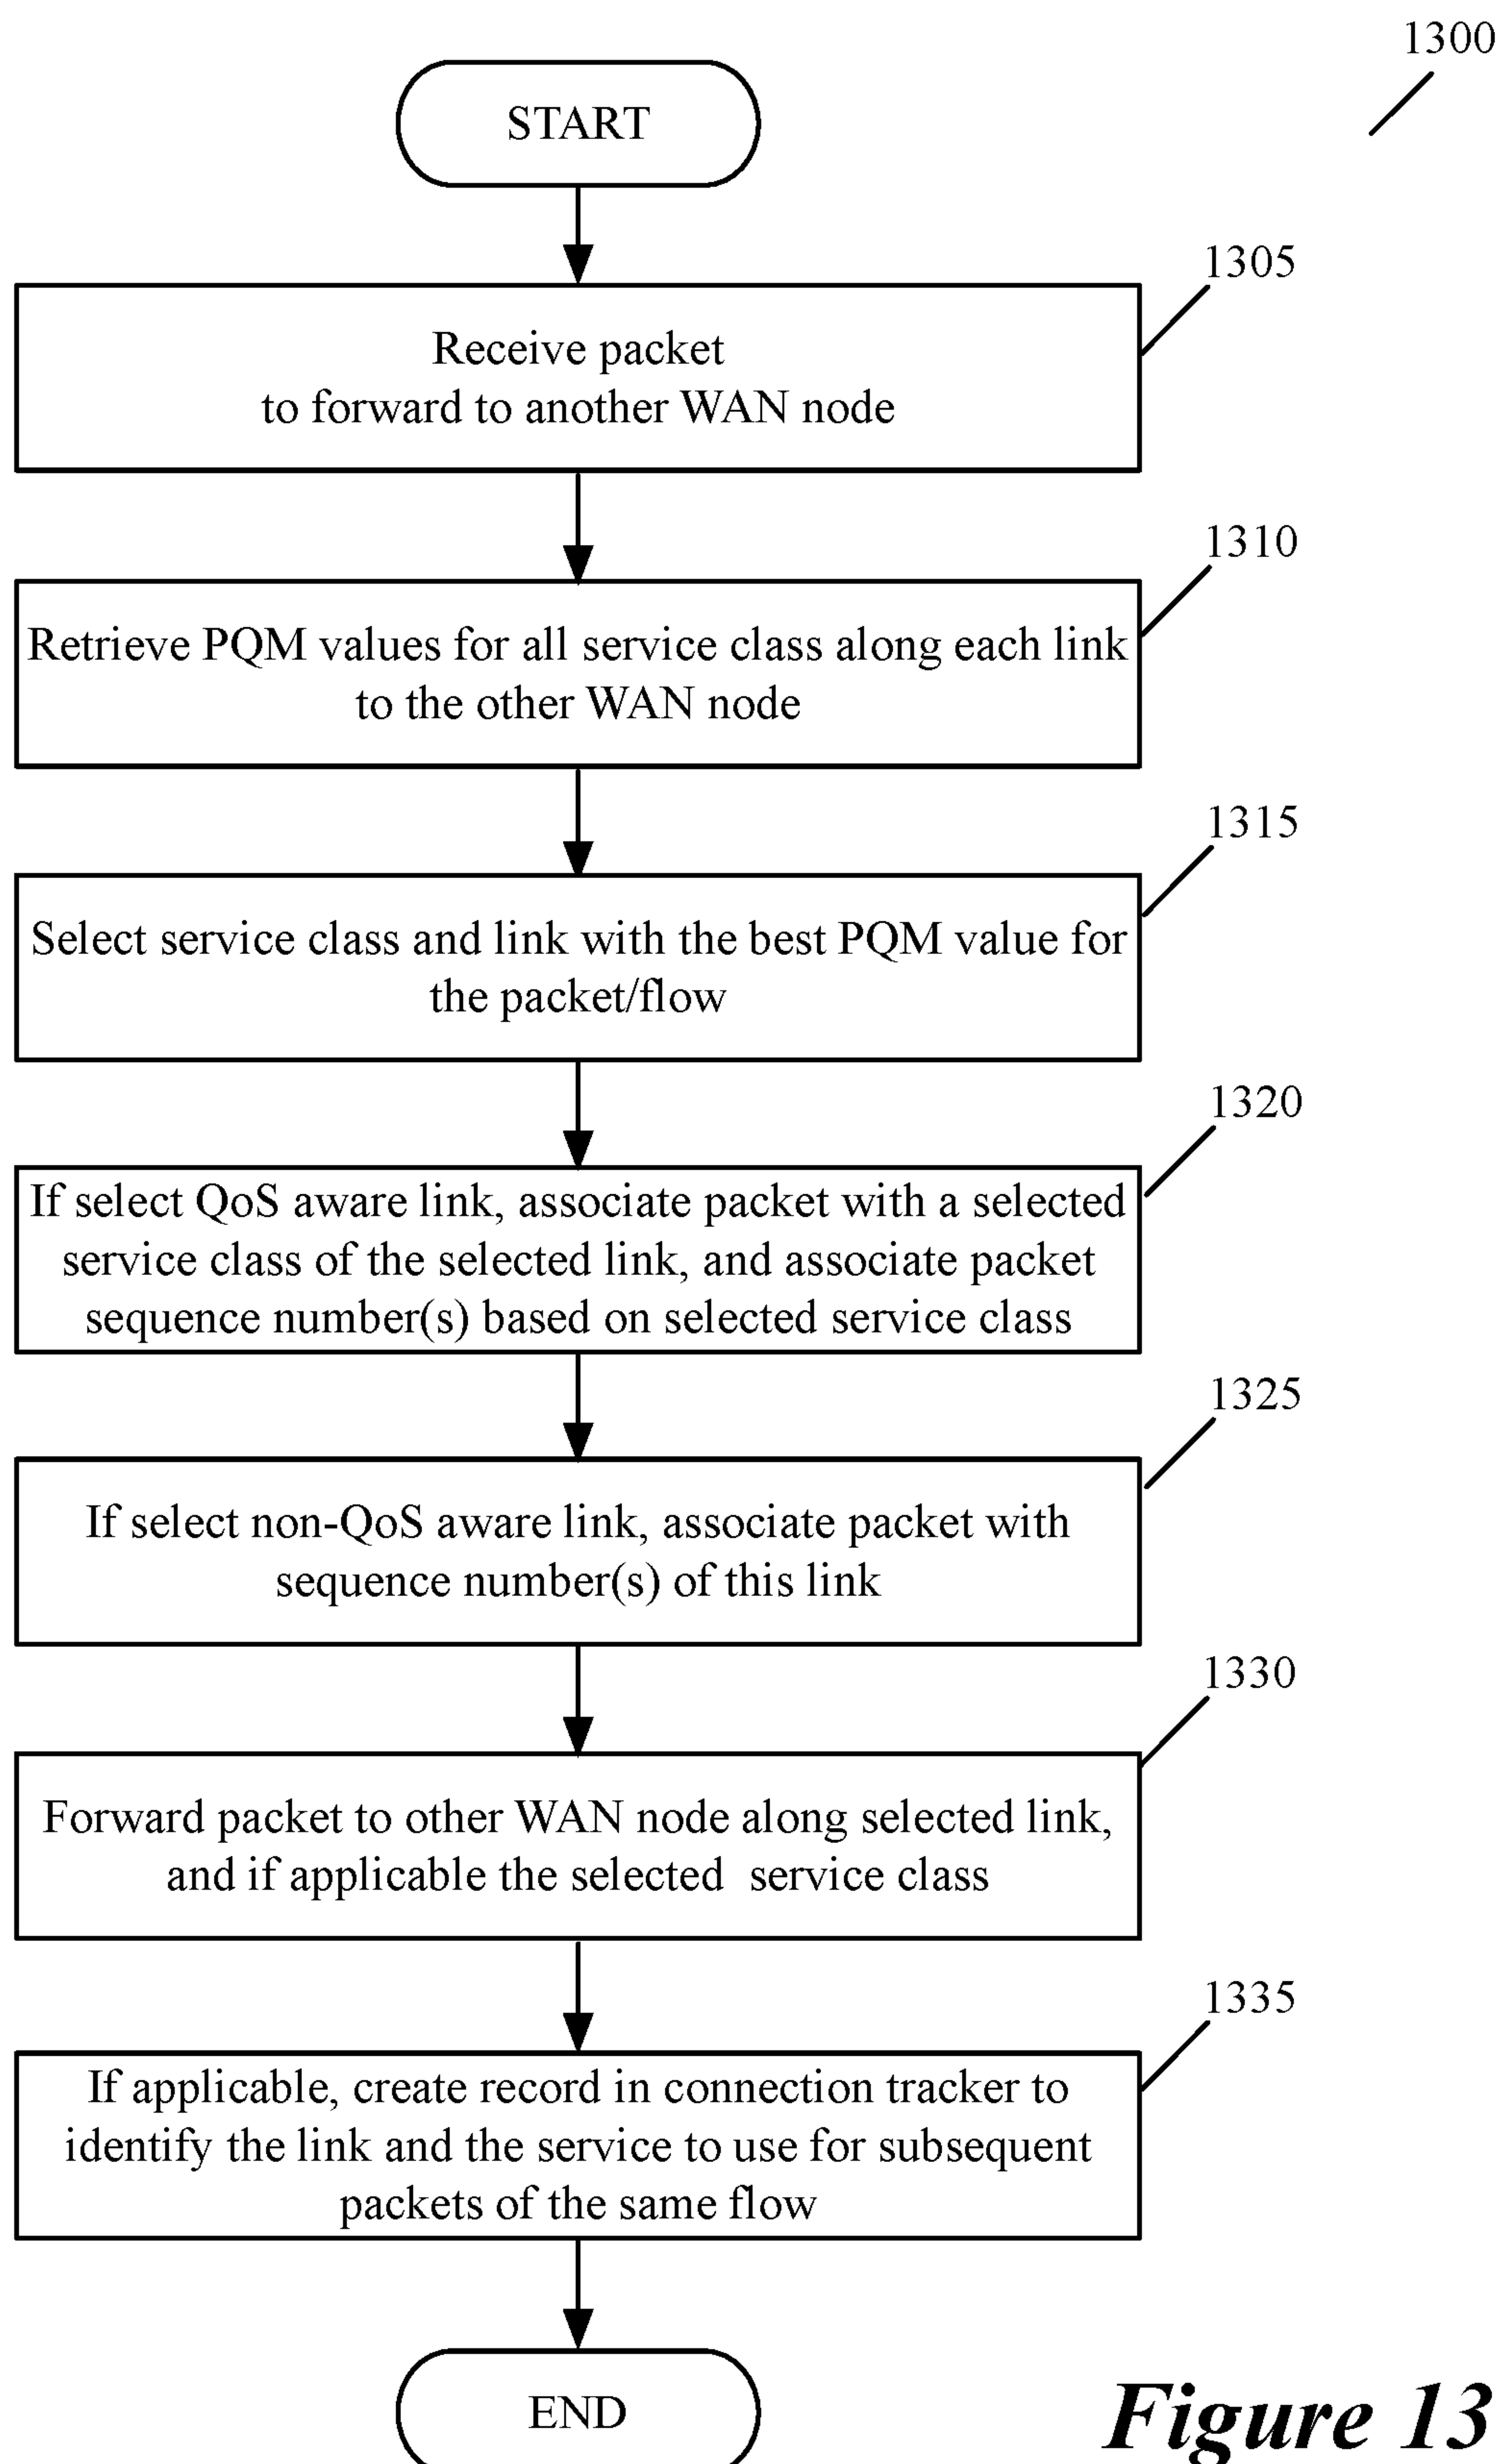 1300
START
1305
Receive packet
to forward to another WAN node
1310
Retrieve PQM values for all service class along each link
to the other WAN node
1315
Select service class and link with the best PQM value for
the packet/flow
1320
If select QoS aware link, associate packet with a selected
service class of the selected link, and associate packet
sequence number(s) based on selected service class
1325
If select non-QoS aware link, associate packet with
sequence number(s) of this link
1330
Forward packet to other WAN node along selected link,
and if applicable the selected service class
1335
If applicable, create record in connection tracker to
identify the link and the service to use for subsequent
packets of the same flow
END
Figure 13